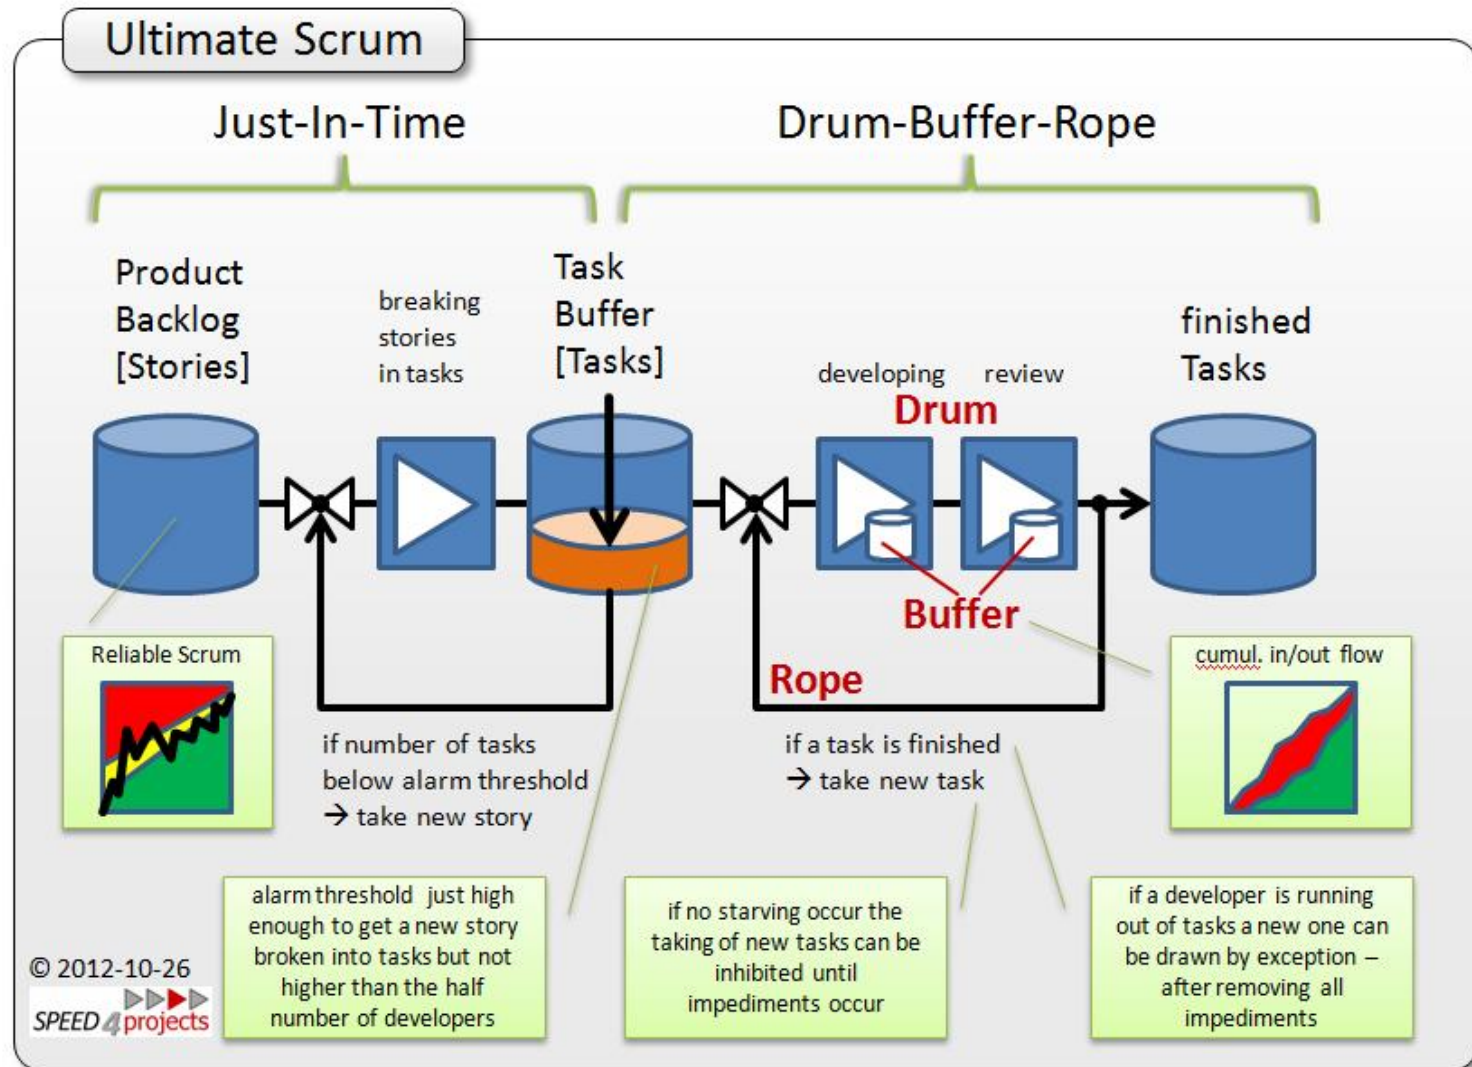 Ultimate Scrum
Just-In-Time
Drum-Buffer-Rope
Product
Backlog
[Stories]
breaking
stories
in tasks
Task
Buffer
[Tasks]
developing
review
Drum
finished
Tasks
Buffer
Rope
Reliable Scrum
cumul. in/out flow
if number of tasks
below alarm threshold
→ take new story
if a task is finished
→ take new task
alarm threshold just high
enough to get a new story
broken into tasks but not
higher than the half
number of developers
if no starving occur the
taking of new tasks can be
inhibited until
impediments occur
if a developer is running
out of tasks a new one can
be drawn by exception –
after removing all
impediments
© 2012-10-26
SPEED4projects